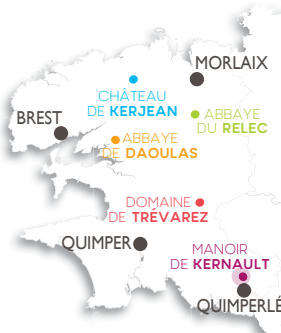 MORLAIX
CHÂTEAU
DE KERJEAN
BREST
ABBAYE
DU RELEC
ABBAYE
DE DAOULAS
DOMAINE
DE TRÉVAREZ
QUIMPER
MANOIR
DE KERNAULT
QUIMPERLÉ